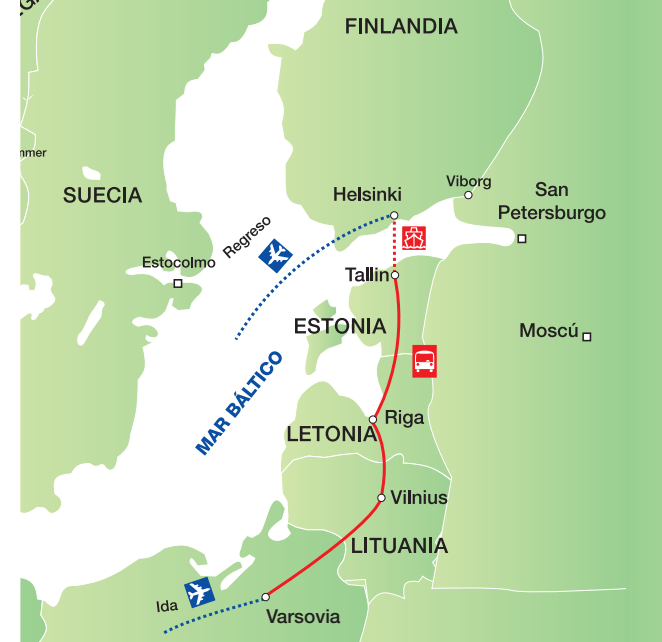 FINLANDIA
SUECIA
Helsinki
Viborg
San
Petersburgo
Regreso
Estocolmo
Tallin
ESTONIA
Moscú
MAR BÁLTICO
Riga
LETONIA
Vilnius
LITUANIA
Ida
Varsovia